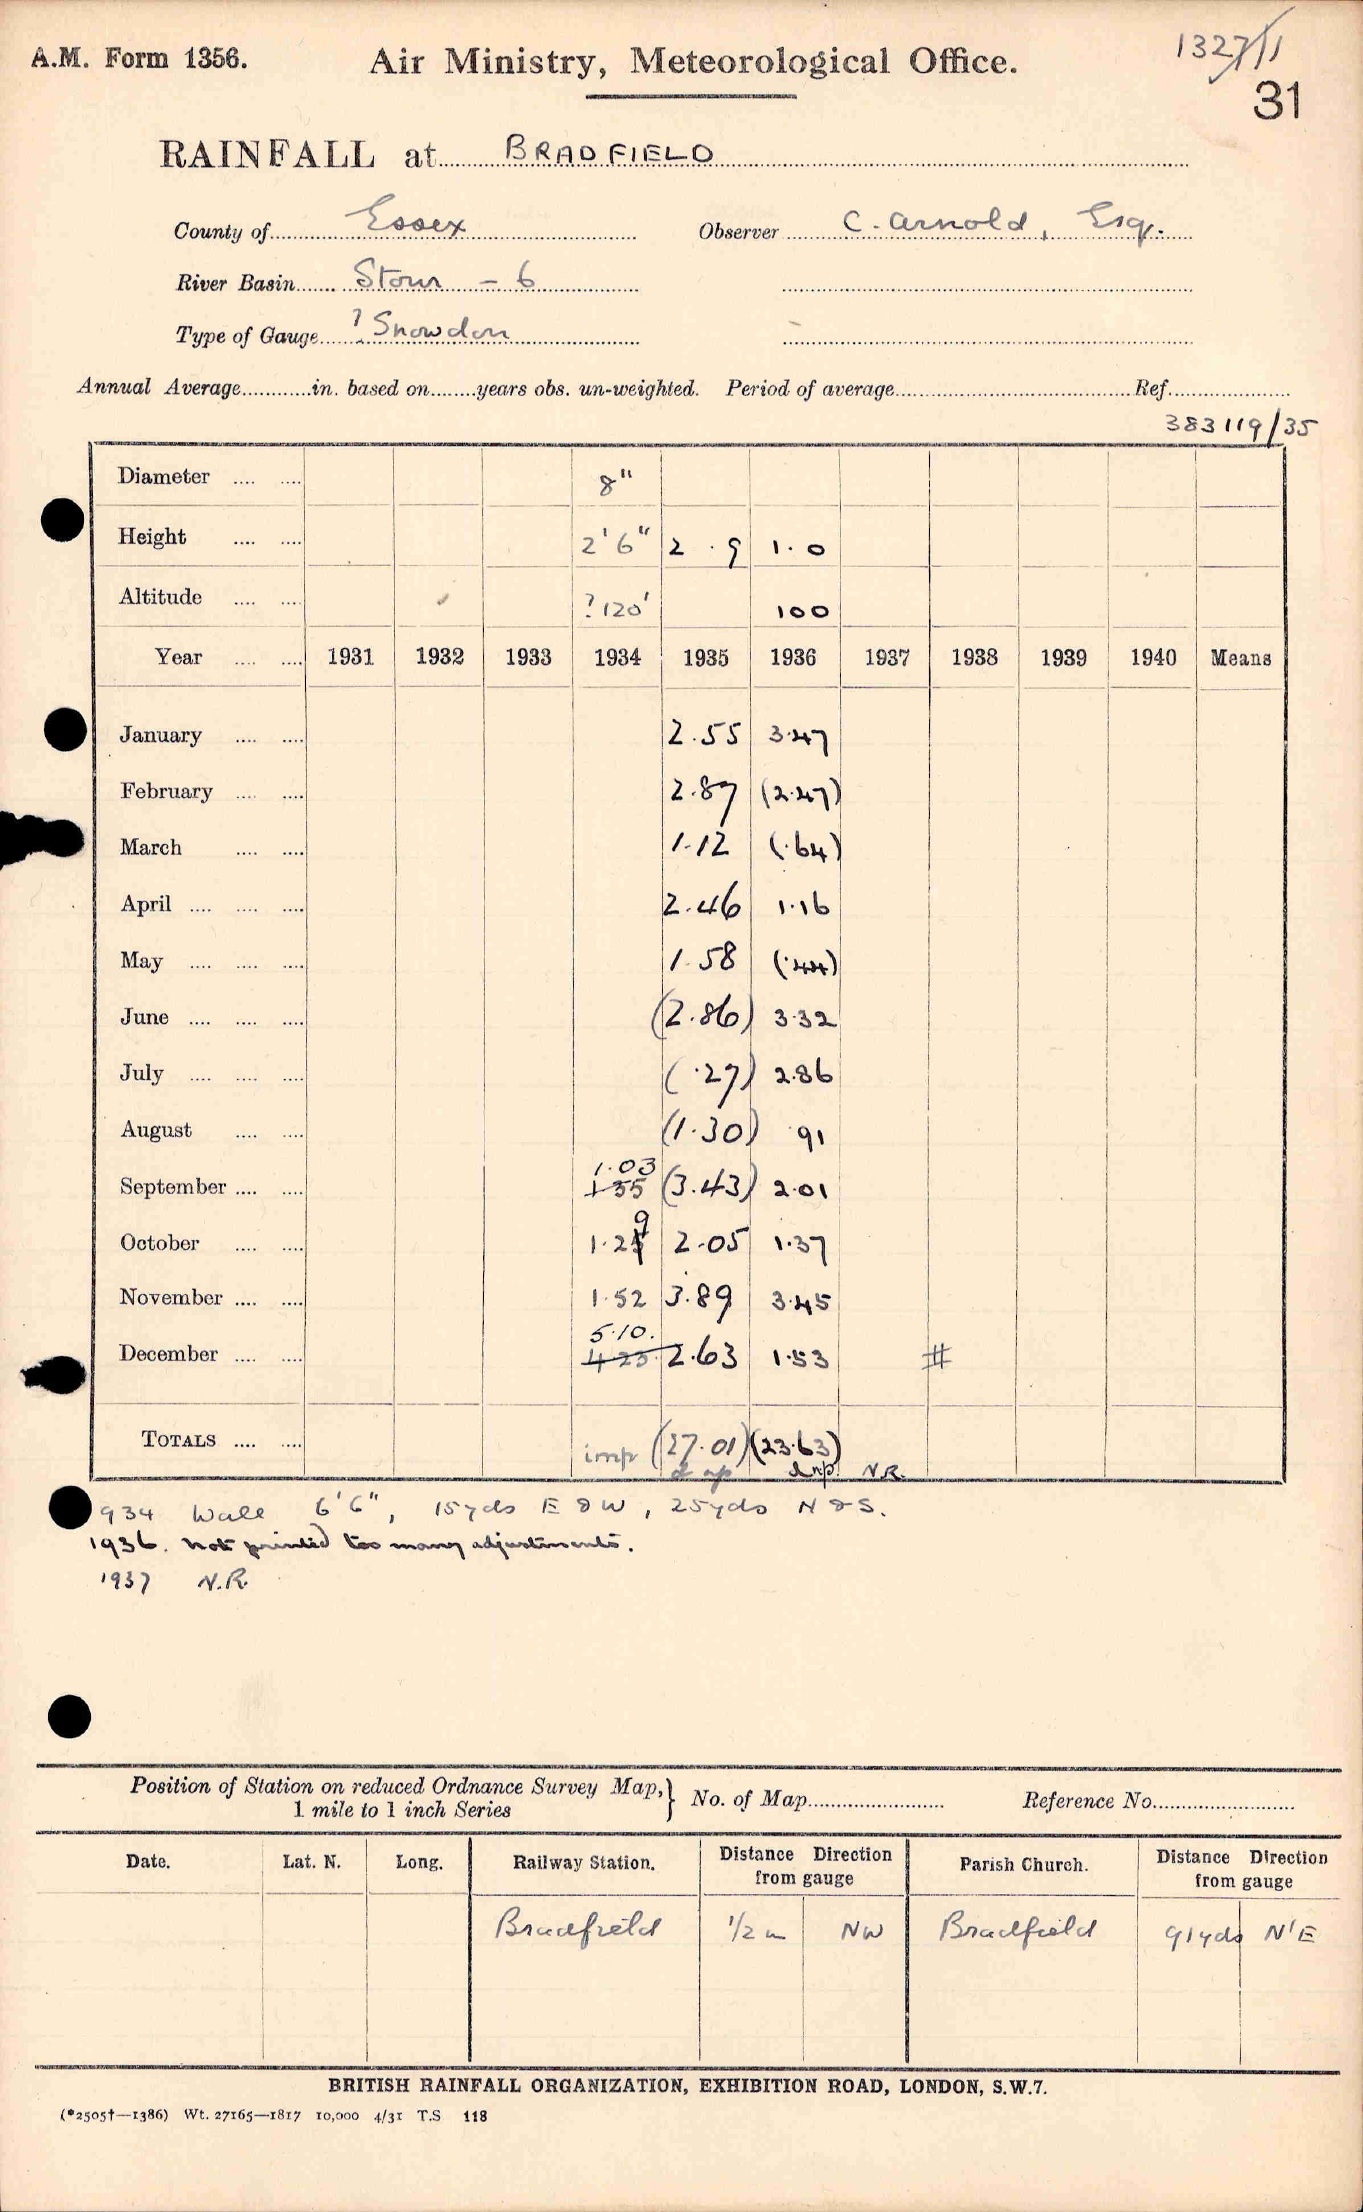 A.M. Form 1356. Air Ministry, Meteorological Office. 1327/1
31
RAINFALL at BRADFIELD
County of Essex Observer C. Arnold, Esq.
River Basin Stour - 6
Type of Gauge ? Snowdon
Annual Average in. based on years obs. un-weighted. Period of average Ref.
383119/35
Diameter 8"
Height 2'6" 2.9 1.0
Altitude ?120' 100
Year 1931 1932 1933 1934 1935 1936 1937 1938 1939 1940 Means
January 2.55 3.47
February 2.87 (2.47)
March 1.12 (.64)
April 2.46 1.16
May 1.58 (.44)
June (2.86) 3.32
July (.27) 2.86
August (1.30) .91
1.03
September 1.35 (3.43) 2.01
9
October 1.25 2.05 1.37
November 1.52 3.89 3.45
5.10.
December 4.23 2.63 1.53 #
TOTALS imp (27.01) (23.63)
d np d np. N.R.
1934 Wall 6'6", 15yds E & W, 25yds N & S.
1936. Not printed too many adjustments.
1937 N.R.
Position of Station on reduced Ordnance Survey Map, } No. of Map Reference No.
1 mile to 1 inch Series
Date. Lat. N. Long. Railway Station. Distance Direction from gauge Parish Church. Distance Direction from gauge
Bradfield 1/2 m NW Bradfield 91yds N'E
BRITISH RAINFALL ORGANIZATION, EXHIBITION ROAD, LONDON, S.W.7.
(*2505†—1386) Wt. 27165—1817 10,000 4/31 T.S 118